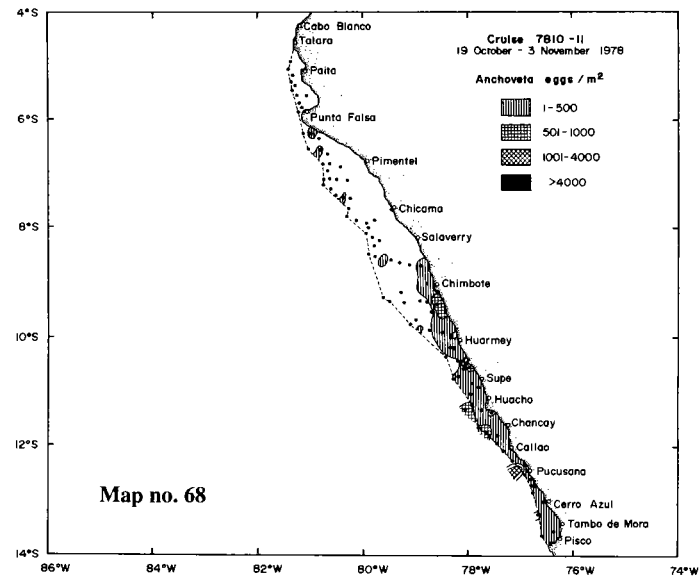 4°S
6°S
8°S
10°S
12°S
14°S
Cabo Blanco
Talara
Paita
Punta Falsa
Pimentel
Chicama
Salaverry
Chimbote
Huarmey
Supe
Huacho
Chancay
Callao
Pucusana
Cerro Azul
Tambo de Mora
Pisco
Cruise 7810-11
19 October - 3 November 1978
Anchoveta eggs/m²
1-500
501-1000
1001-4000
>4000
Map no. 68
86°W
84°W
82°W
80°W
78°W
76°W
74°W